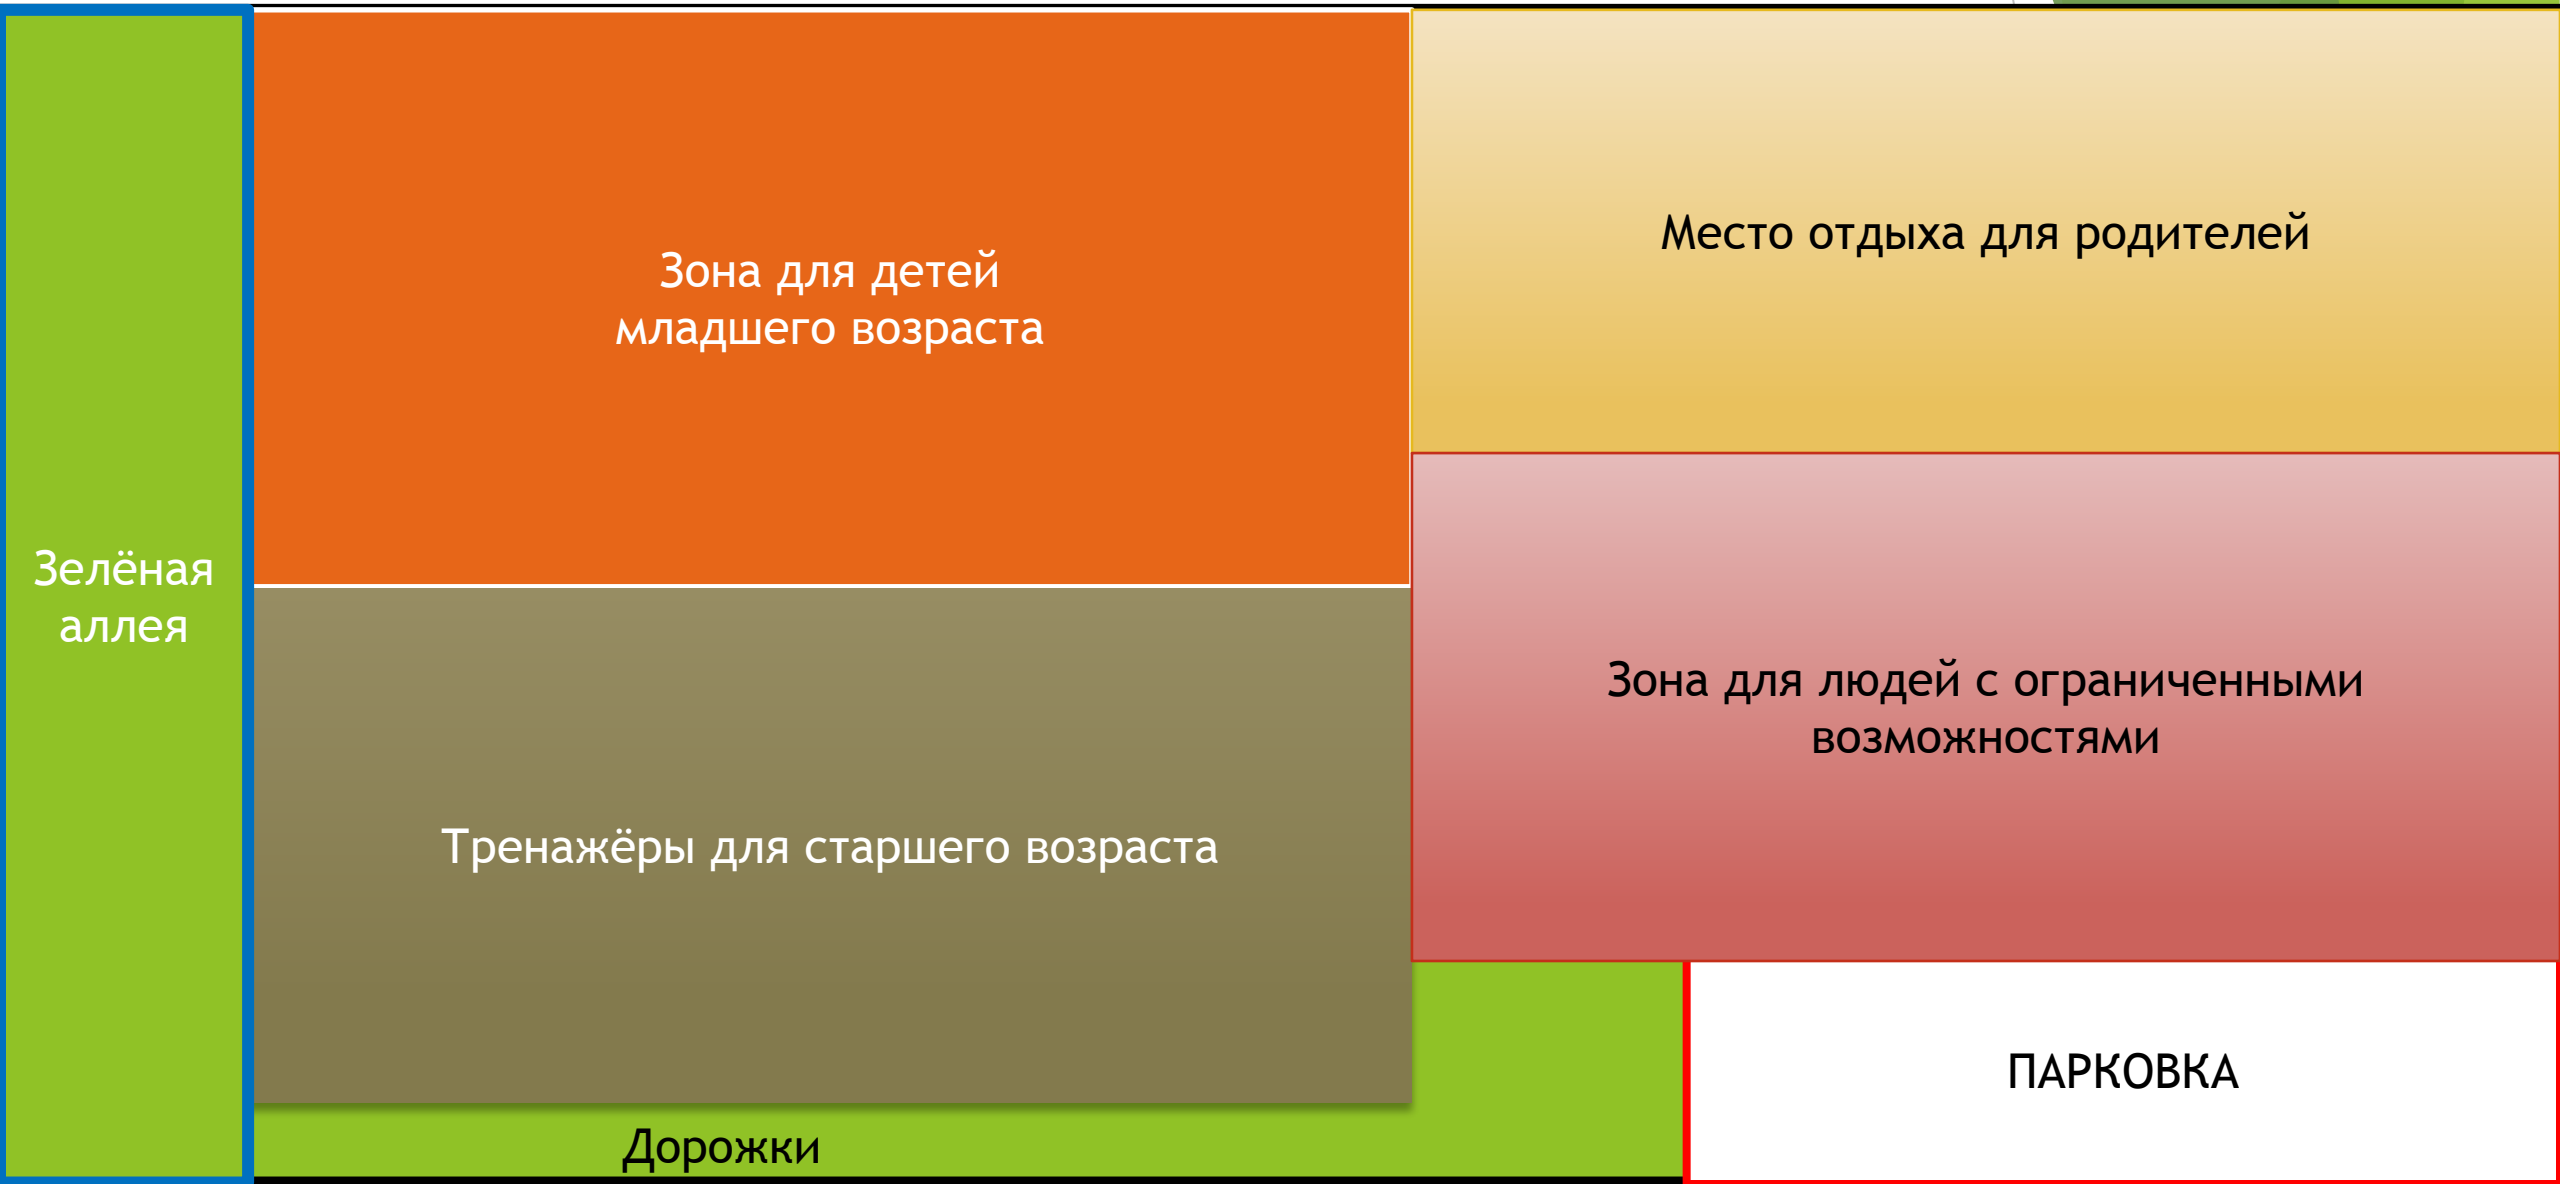 Зелёная
аллея
Зона для детей
младшего возраста
Место отдыха для родителей
Тренажёры для старшего возраста
Зона для людей с ограниченными
возможностями
Дорожки
ПАРКОВКА